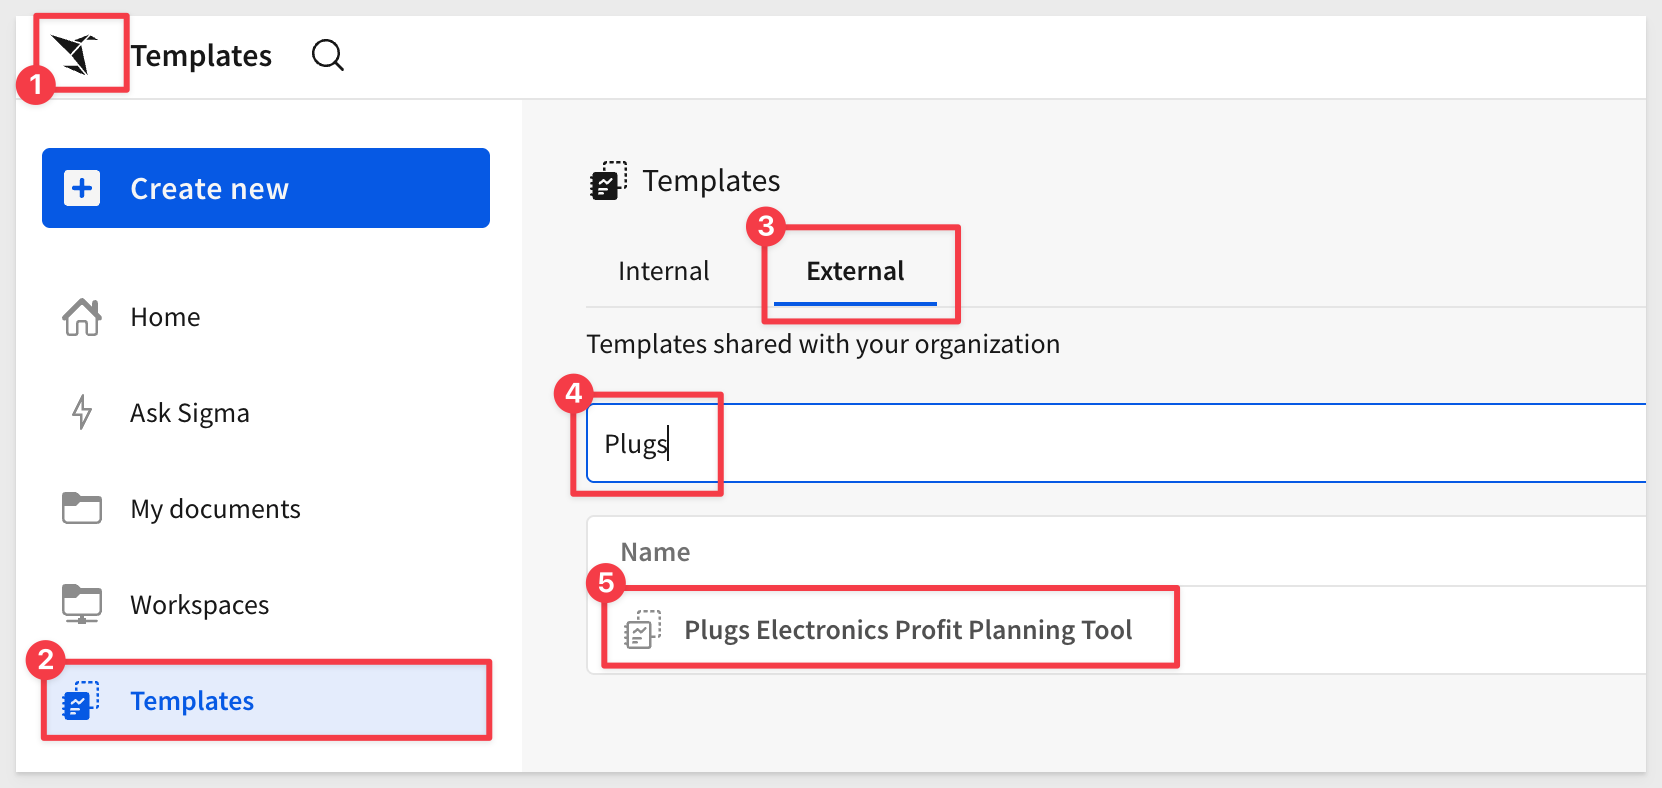 1
Templates
Create new
Home
Ask Sigma
My documents
Workspaces
2
Templates
Templates
3
Internal
External
Templates shared with your organization
4
Plugs
Name
5
Plugs Electronics Profit Planning Tool